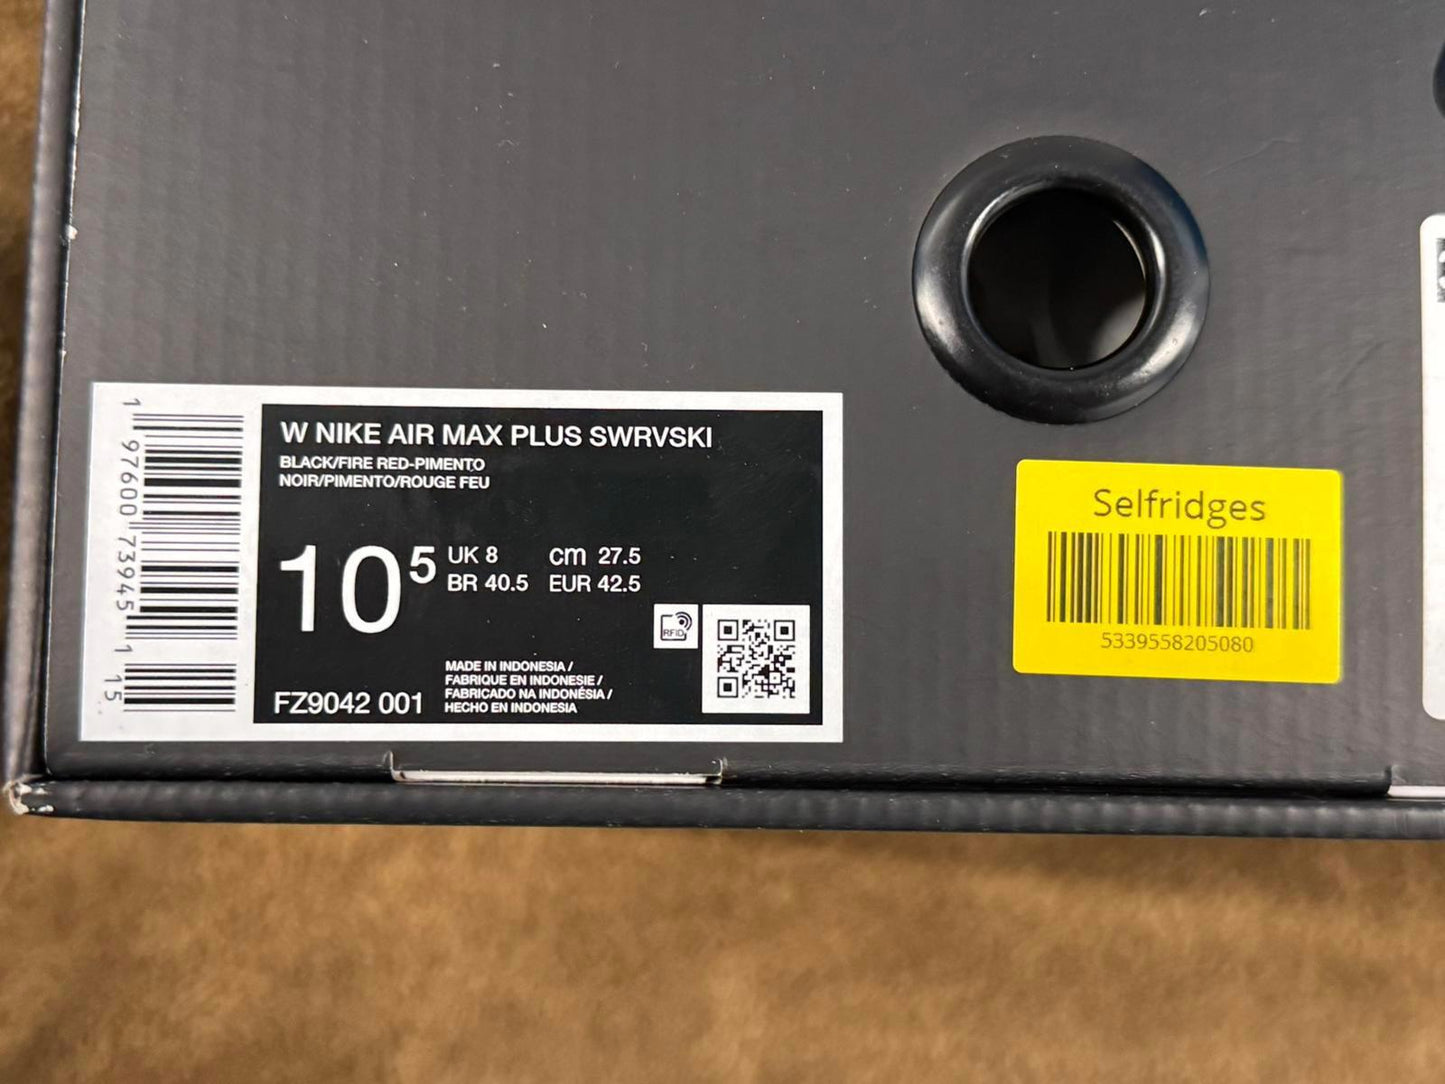 W NIKE AIR MAX PLUS SWRVSKI
BLACK/FIRE RED-PIMENTO
NOIR/PIMENTO/ROUGE FEU
10⁵ UK 8 cm 27.5
BR 40.5 EUR 42.5
RFID
FZ9042 001
MADE IN INDONESIA /
FABRIQUE EN INDONESIE /
FABRICADO NA INDONÉSIA /
HECHO EN INDONESIA
1 97600 73945 1 15
Selfridges
5339558205080